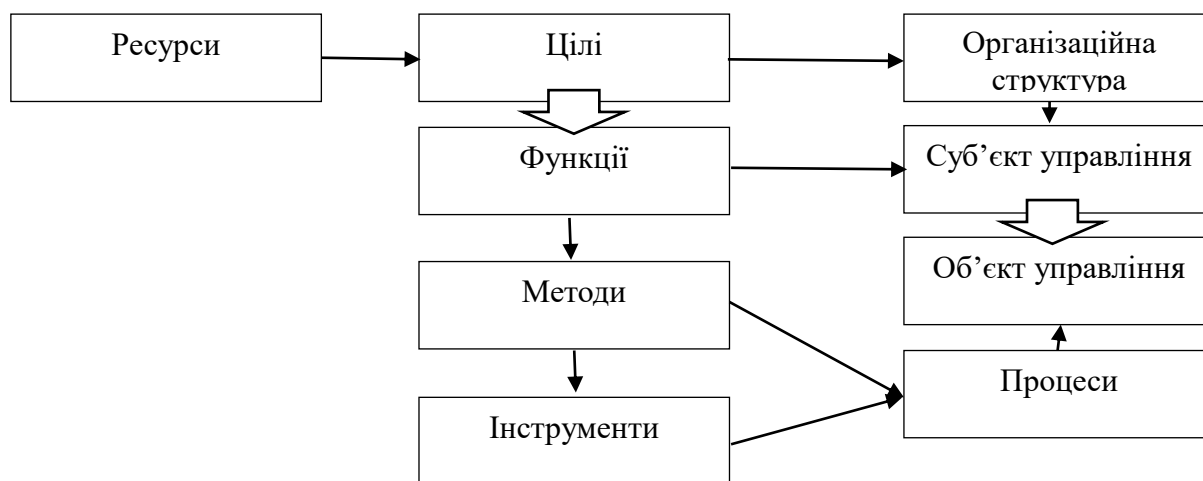 Ресурси
Цілі
Організаційна
структура
Функції
Суб’єкт управління
Методи
Об’єкт управління
Інструменти
Процеси